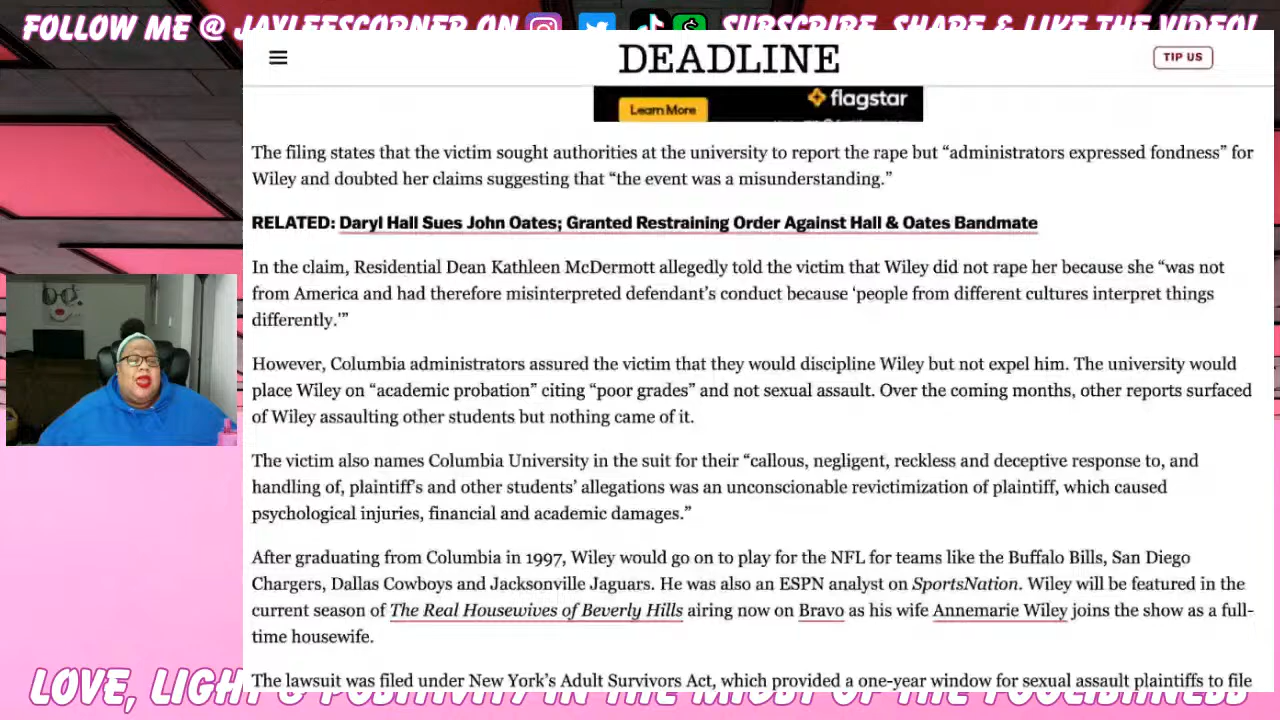 FOLLOW ME @ JAYLEESCORNER ON SUBSCRIBE, SHARE & LIKE THE VIDEO!
DEADLINE
TIP US
Learn More
flagstar
The filing states that the victim sought authorities at the university to report the rape but “administrators expressed fondness” for
Wiley and doubted her claims suggesting that “the event was a misunderstanding.”
RELATED: Daryl Hall Sues John Oates; Granted Restraining Order Against Hall & Oates Bandmate
In the claim, Residential Dean Kathleen McDermott allegedly told the victim that Wiley did not rape her because she “was not
from America and had therefore misinterpreted defendant’s conduct because ‘people from different cultures interpret things
differently.’”
However, Columbia administrators assured the victim that they would discipline Wiley but not expel him. The university would
place Wiley on “academic probation” citing “poor grades” and not sexual assault. Over the coming months, other reports surfaced
of Wiley assaulting other students but nothing came of it.
The victim also names Columbia University in the suit for their “callous, negligent, reckless and deceptive response to, and
handling of, plaintiff’s and other students’ allegations was an unconscionable revictimization of plaintiff, which caused
psychological injuries, financial and academic damages.”
After graduating from Columbia in 1997, Wiley would go on to play for the NFL for teams like the Buffalo Bills, San Diego
Chargers, Dallas Cowboys and Jacksonville Jaguars. He was also an ESPN analyst on SportsNation. Wiley will be featured in the
current season of The Real Housewives of Beverly Hills airing now on Bravo as his wife Annemarie Wiley joins the show as a full-
time housewife.
The lawsuit was filed under New York’s Adult Survivors Act, which provided a one-year window for sexual assault plaintiffs to file
LOVE, LIGHT & POSITIVITY IN THE MIDST OF THE FOOLISHNESS